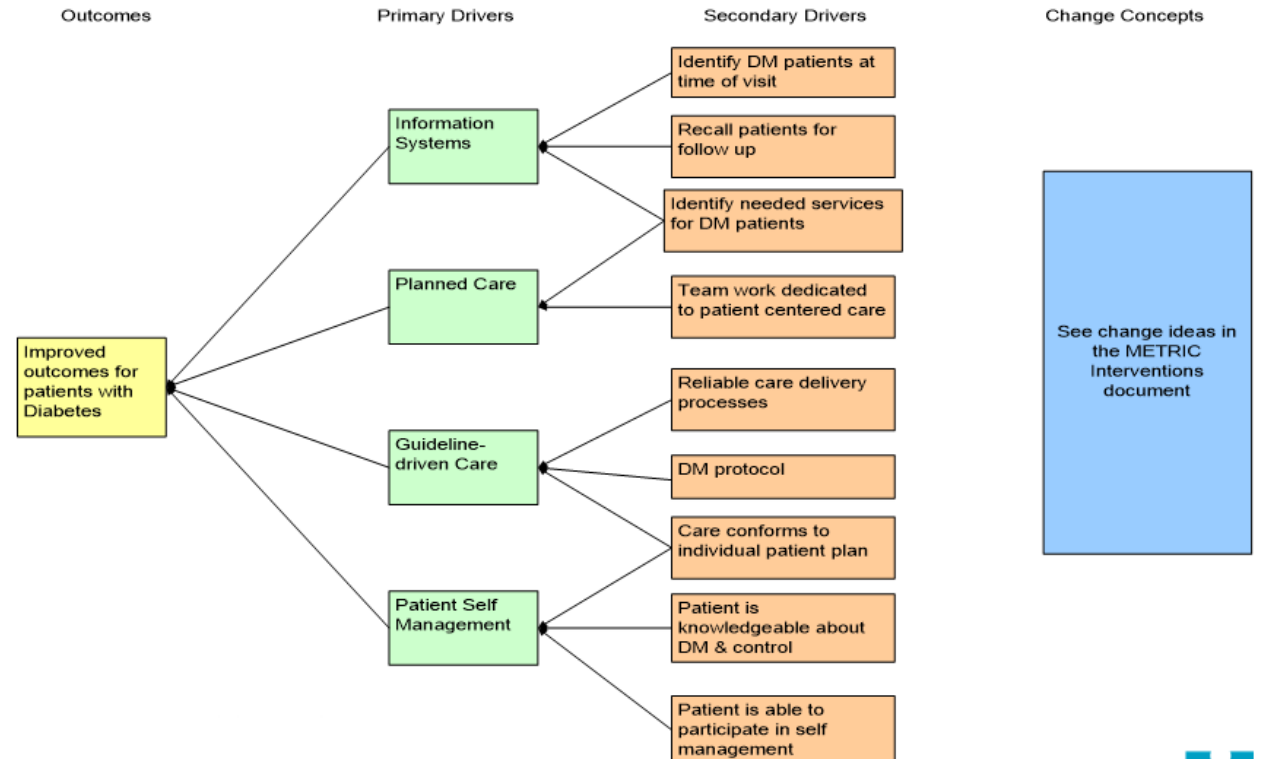 Outcomes
Primary Drivers
Secondary Drivers
Change Concepts
Improved
outcomes for
patients with
Diabetes
Information
Systems
Planned Care
Guideline-
driven Care
Patient Self
Management
Identify DM patients at
time of visit
Recall patients for
follow up
Identify needed services
for DM patients
Team work dedicated
to patient centered care
Reliable care delivery
processes
DM protocol
Care conforms to
individual patient plan
Patient is
knowledgeable about
DM & control
Patient is able to
participate in self
management
See change ideas in
the METRIC
Interventions
document